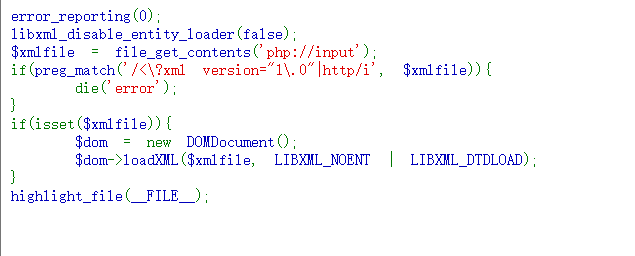 error_reporting(0);
libxml_disable_entity_loader(false);
$xmlfile = file_get_contents('php://input');
if(preg_match('/<\?xml version="1\.0"|http/i', $xmlfile)){
die('error');
}
if(isset($xmlfile)){
$dom = new DOMDocument();
$dom->loadXML($xmlfile, LIBXML_NOENT | LIBXML_DTDLOAD);
}
highlight_file(__FILE__);